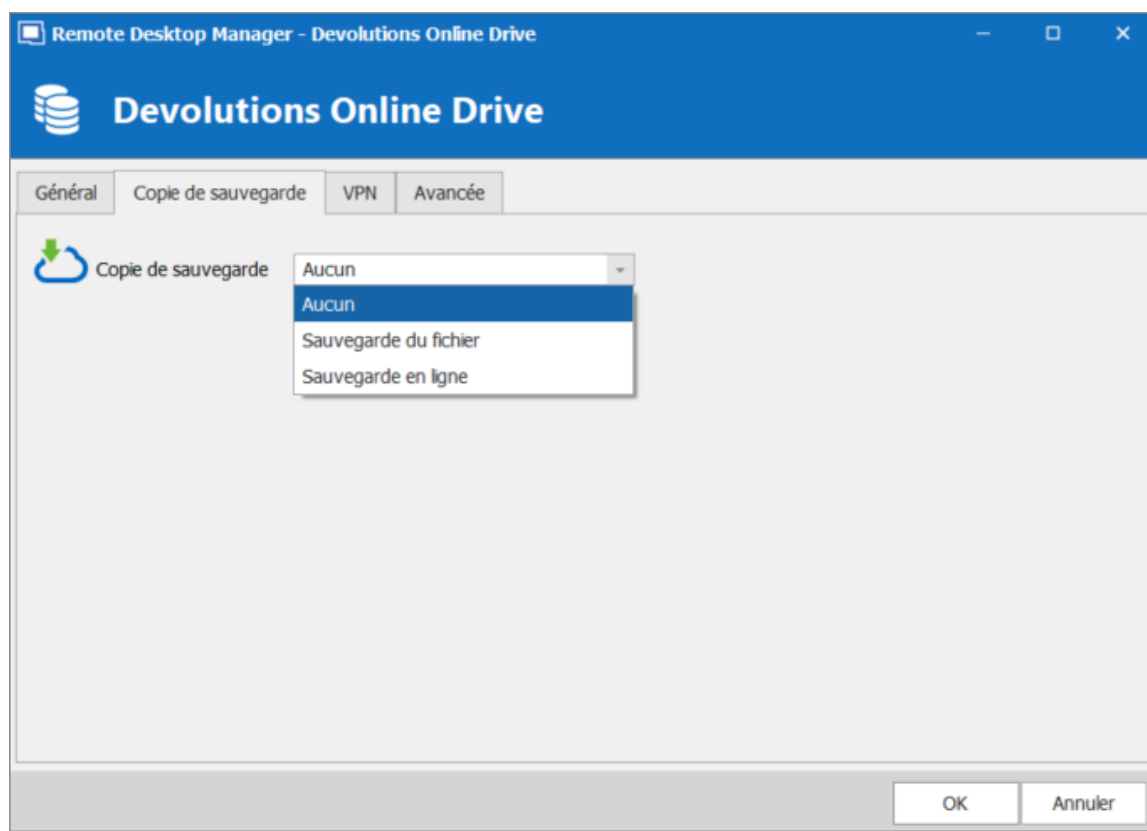 Remote Desktop Manager - Devolutions Online Drive
Devolutions Online Drive
Général Copie de sauvegarde VPN Avancée
Copie de sauvegarde Aucun
Aucun
Sauvegarde du fichier
Sauvegarde en ligne
OK Annuler